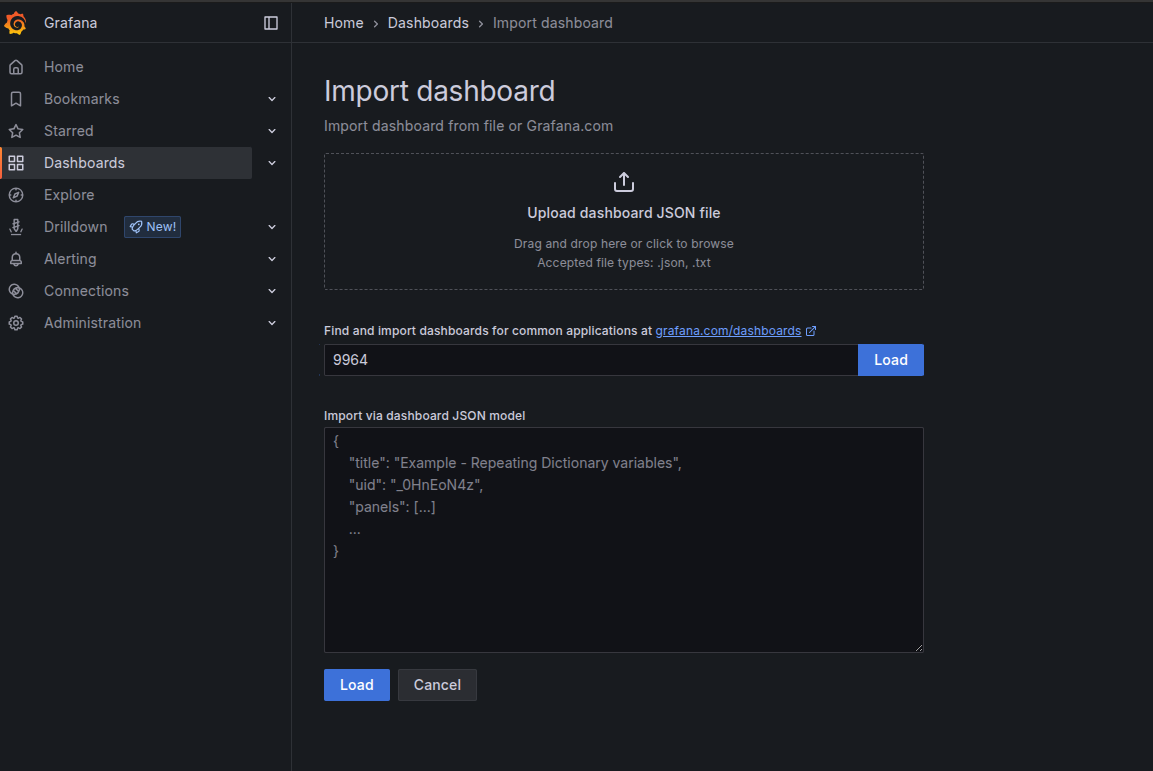 Grafana
Home › Dashboards › Import dashboard
Home
Bookmarks
Starred
Dashboards
Explore
Drilldown New!
Alerting
Connections
Administration
Import dashboard
Import dashboard from file or Grafana.com
Upload dashboard JSON file
Drag and drop here or click to browse
Accepted file types: .json, .txt
Find and import dashboards for common applications at grafana.com/dashboards
9964 Load
Import via dashboard JSON model
{
"title": "Example - Repeating Dictionary variables",
"uid": "_0HnEoN4z",
"panels": [...]
...
}
Load Cancel